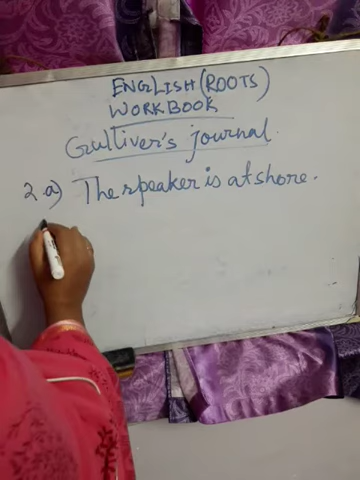 ENGLISH (ROOTS)
WORKBOOK
Gulliver's journal
2. a) The speaker is at shore.